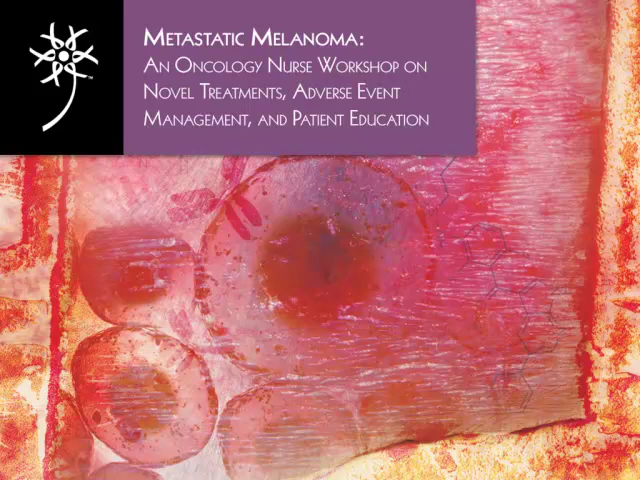 Metastatic Melanoma:
An Oncology Nurse Workshop on
Novel Treatments, Adverse Event
Management, and Patient Education